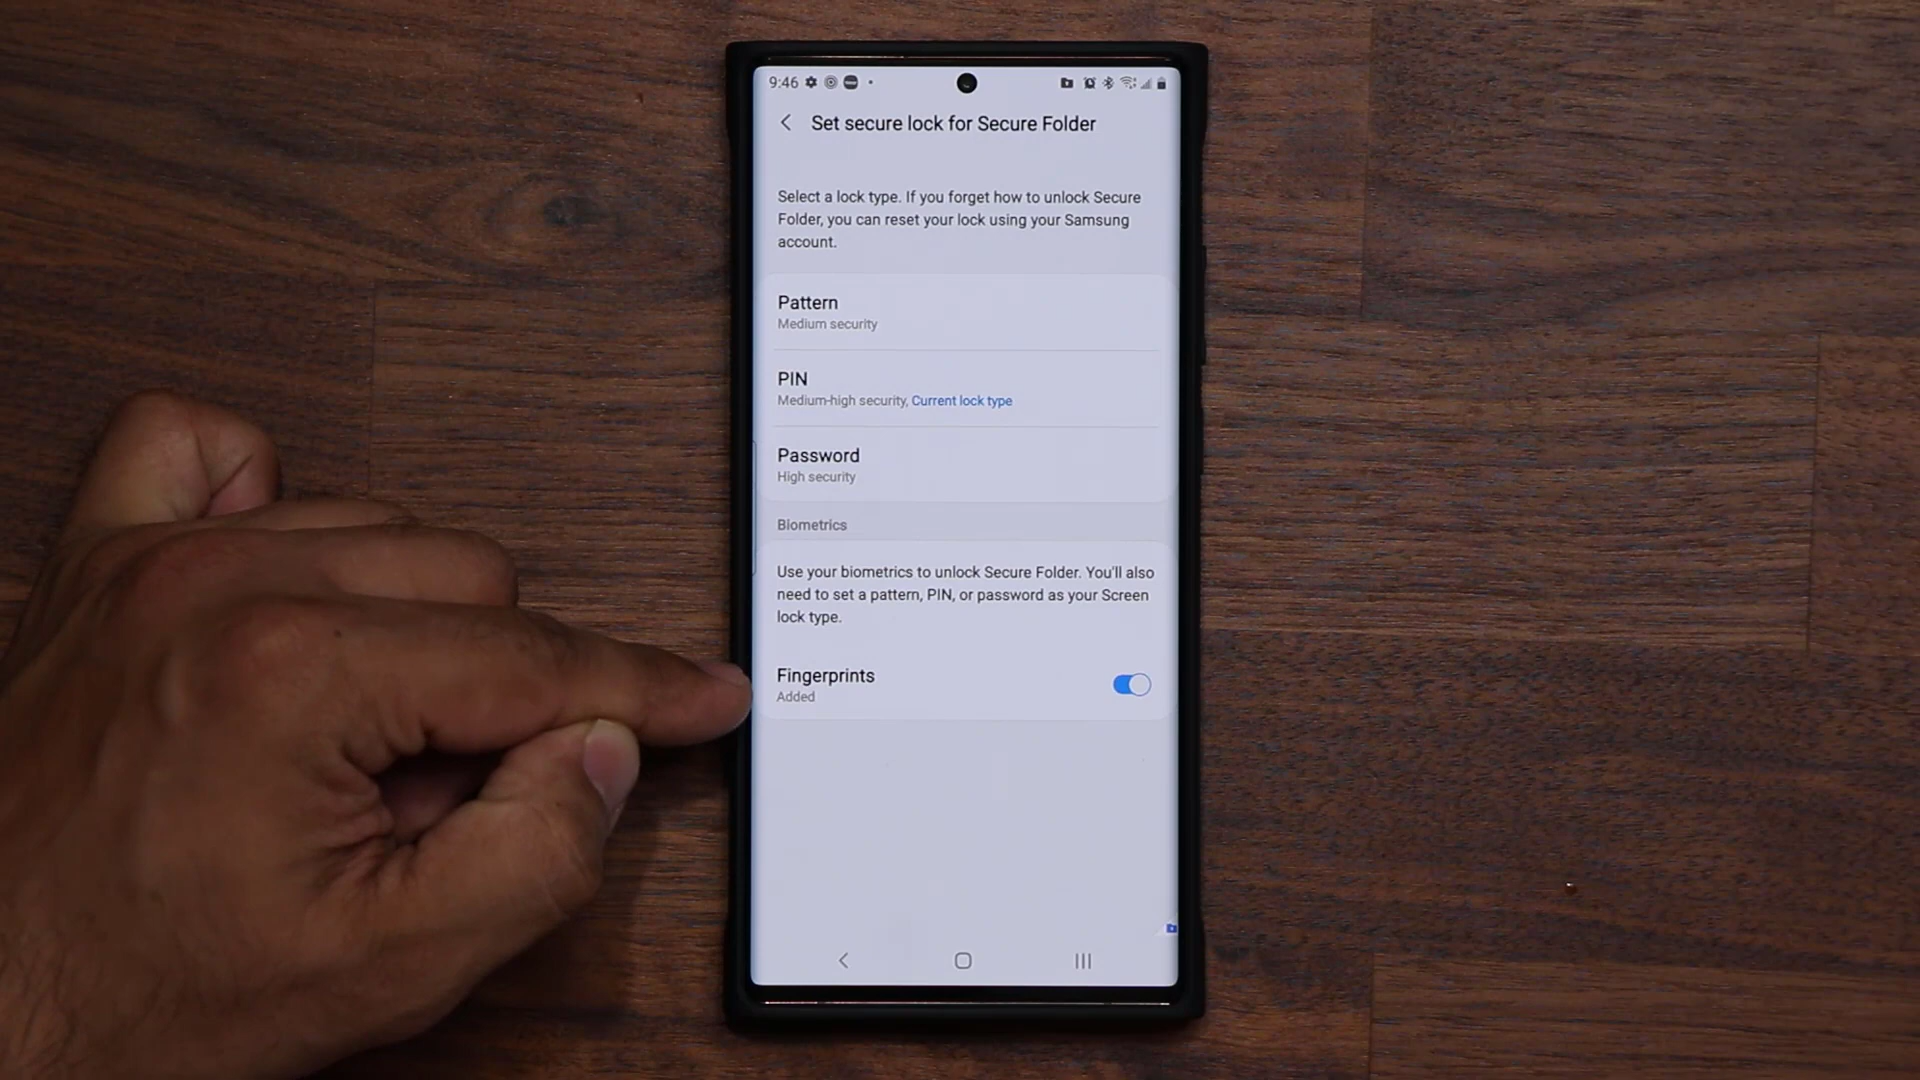 9:46
Set secure lock for Secure Folder
Select a lock type. If you forget how to unlock Secure
Folder, you can reset your lock using your Samsung
account.
Pattern
Medium security
PIN
Medium-high security, Current lock type
Password
High security
Biometrics
Use your biometrics to unlock Secure Folder. You'll also
need to set a pattern, PIN, or password as your Screen
lock type.
Fingerprints
Added